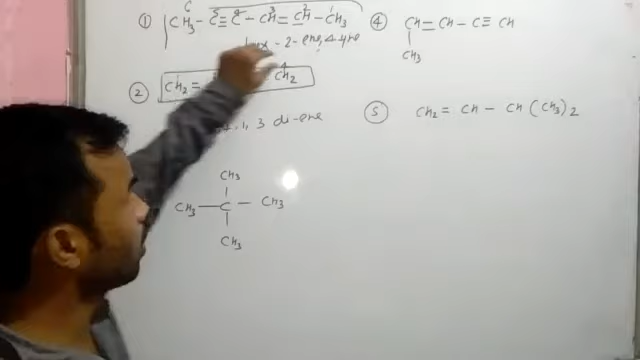 ① CH3 - C ≡ C - CH = CH - CH3
- 2 - ene, 4 yne
② CH2 = CH2
1, 3 di-ene
CH3
CH3 - C - CH3
CH3
④ CH = CH - C ≡ CH
CH3
⑤ CH2 = CH - CH (CH3)2